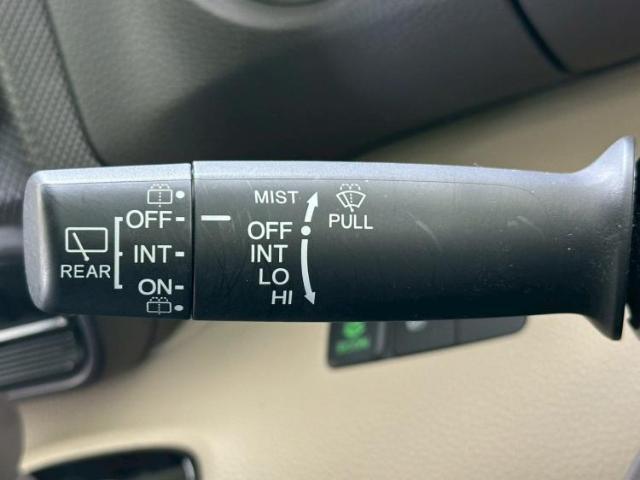 OFF
INT
ON
REAR
MIST
OFF
INT
LO
HI
PULL